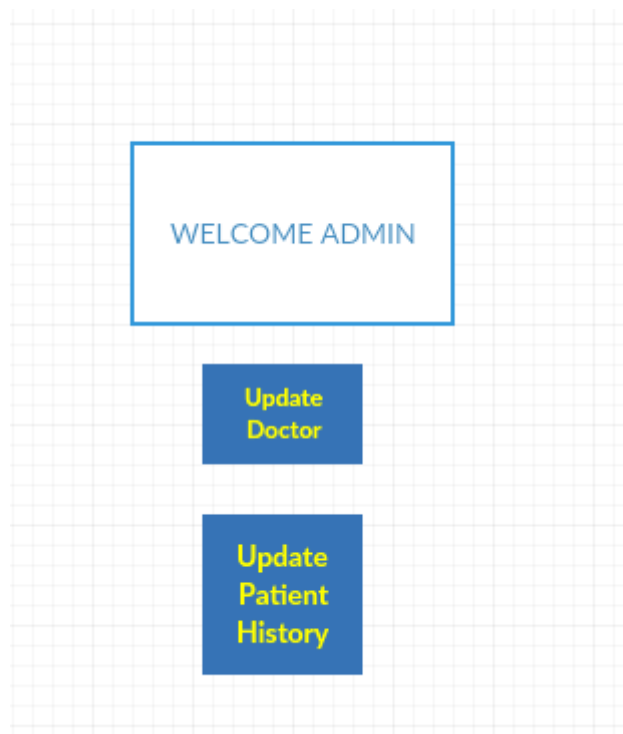 WELCOME ADMIN
Update
Doctor
Update
Patient
History